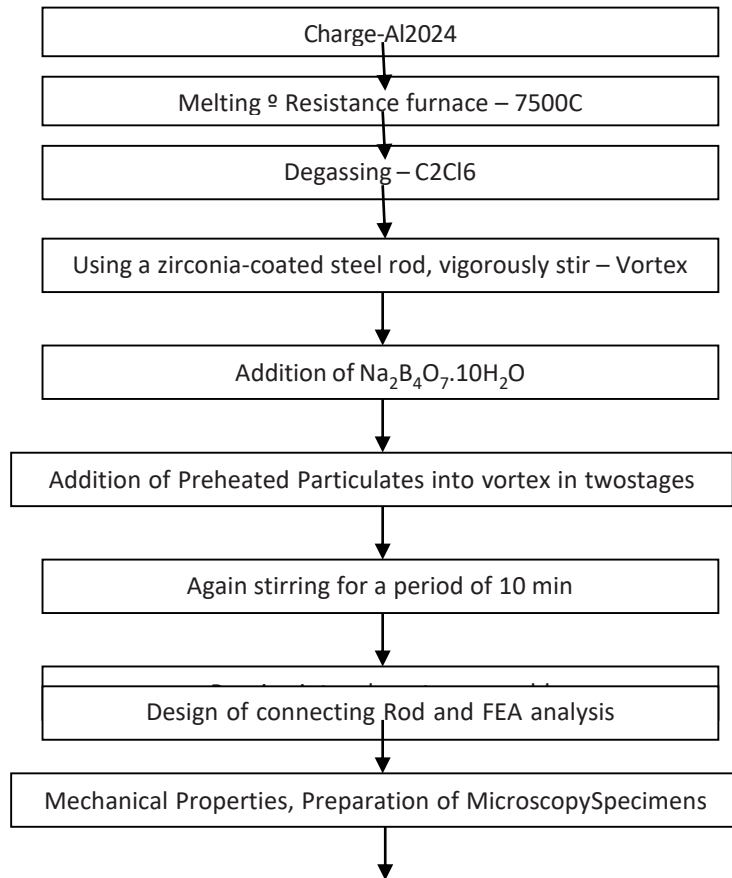 Charge-Al2024
Melting º Resistance furnace – 7500C
Degassing – C2Cl6
Using a zirconia-coated steel rod, vigorously stir – Vortex
Addition of Na₂B₄O₇.10H₂O
Addition of Preheated Particulates into vortex in twostages
Again stirring for a period of 10 min
Design of connecting Rod and FEA analysis
Mechanical Properties, Preparation of MicroscopySpecimens